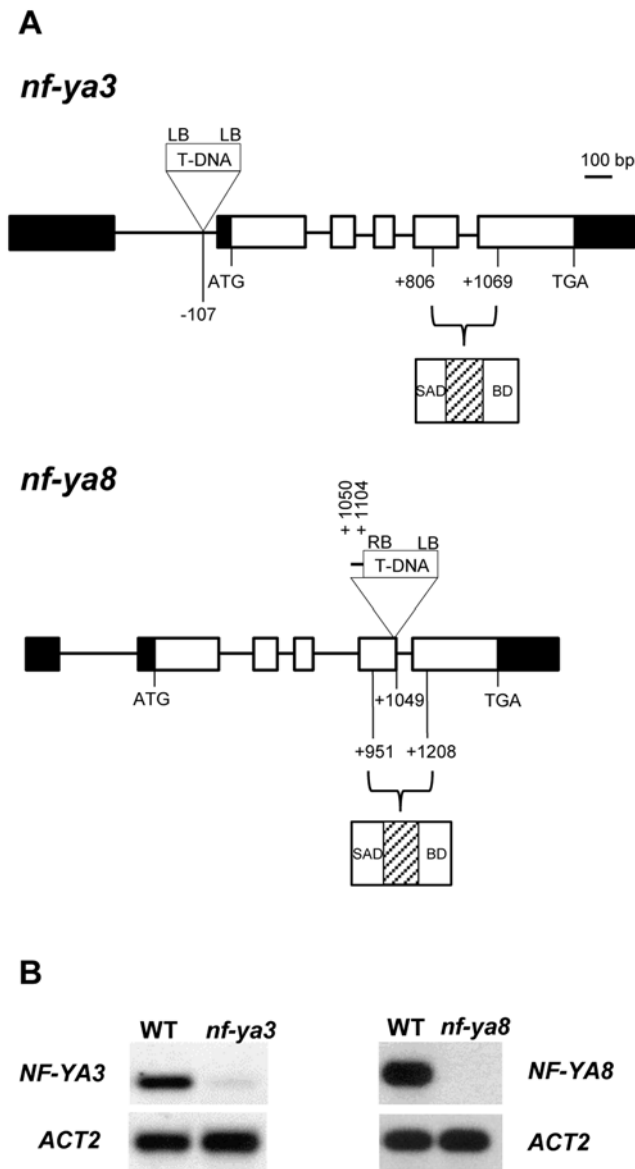 A
nf-ya3
LB LB
T-DNA
100 bp
ATG
+806 +1069 TGA
-107
SAD BD
nf-ya8
+ 1050
+ 1104
RB LB
T-DNA
ATG
+1049
TGA
+951 +1208
SAD BD
B
WT nf-ya3
WT nf-ya8
NF-YA3
NF-YA8
ACT2
ACT2